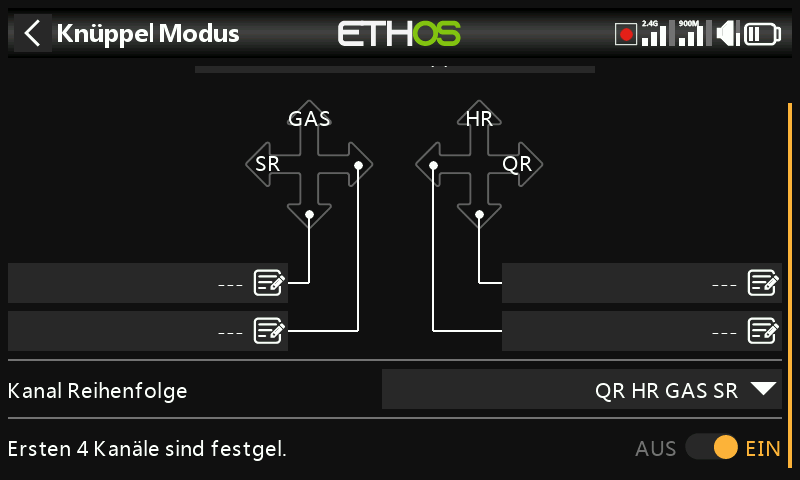 Knüppel Modus
ETHOS
2.4G
900M
GAS
HR
SR
QR
---
---
---
---
Kanal Reihenfolge
QR HR GAS SR
Ersten 4 Kanäle sind festgel.
AUS
EIN